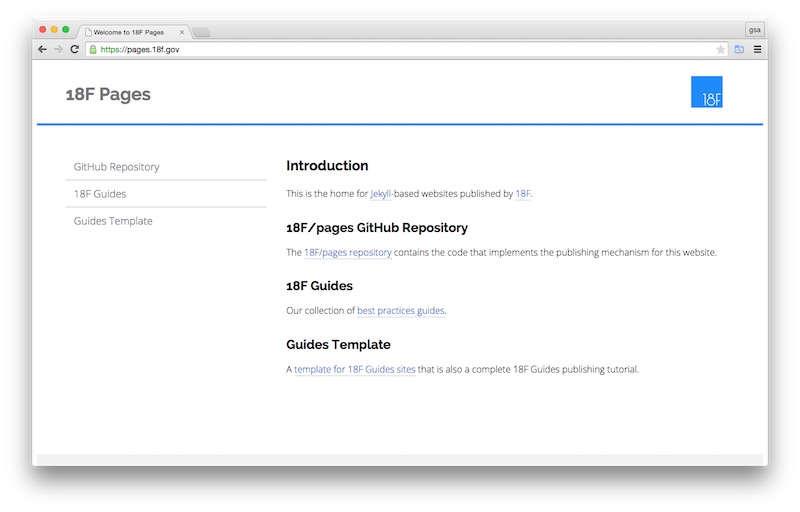 Welcome to 18F Pages
gsa
https://pages.18f.gov
18F Pages
18F
GitHub Repository
18F Guides
Guides Template
Introduction
This is the home for Jekyll-based websites published by 18F.
18F/pages GitHub Repository
The 18F/pages repository contains the code that implements the publishing mechanism for this website.
18F Guides
Our collection of best practices guides.
Guides Template
A template for 18F Guides sites that is also a complete 18F Guides publishing tutorial.